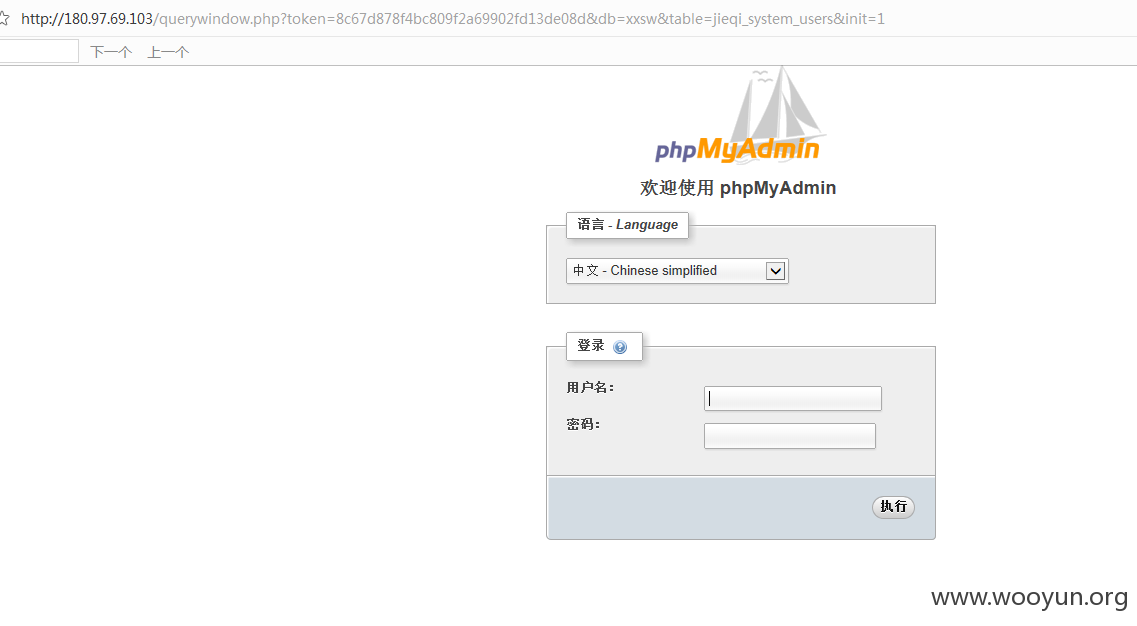 http://180.97.69.103/querywindow.php?token=8c67d878f4bc809f2a69902fd13de08d&db=xxsw&table=jieqi_system_users&init=1
下一个 上一个
phpMyAdmin
欢迎使用 phpMyAdmin
语言 - Language
中文 - Chinese simplified
登录
用户名：
密码：
执行
www.wooyun.org